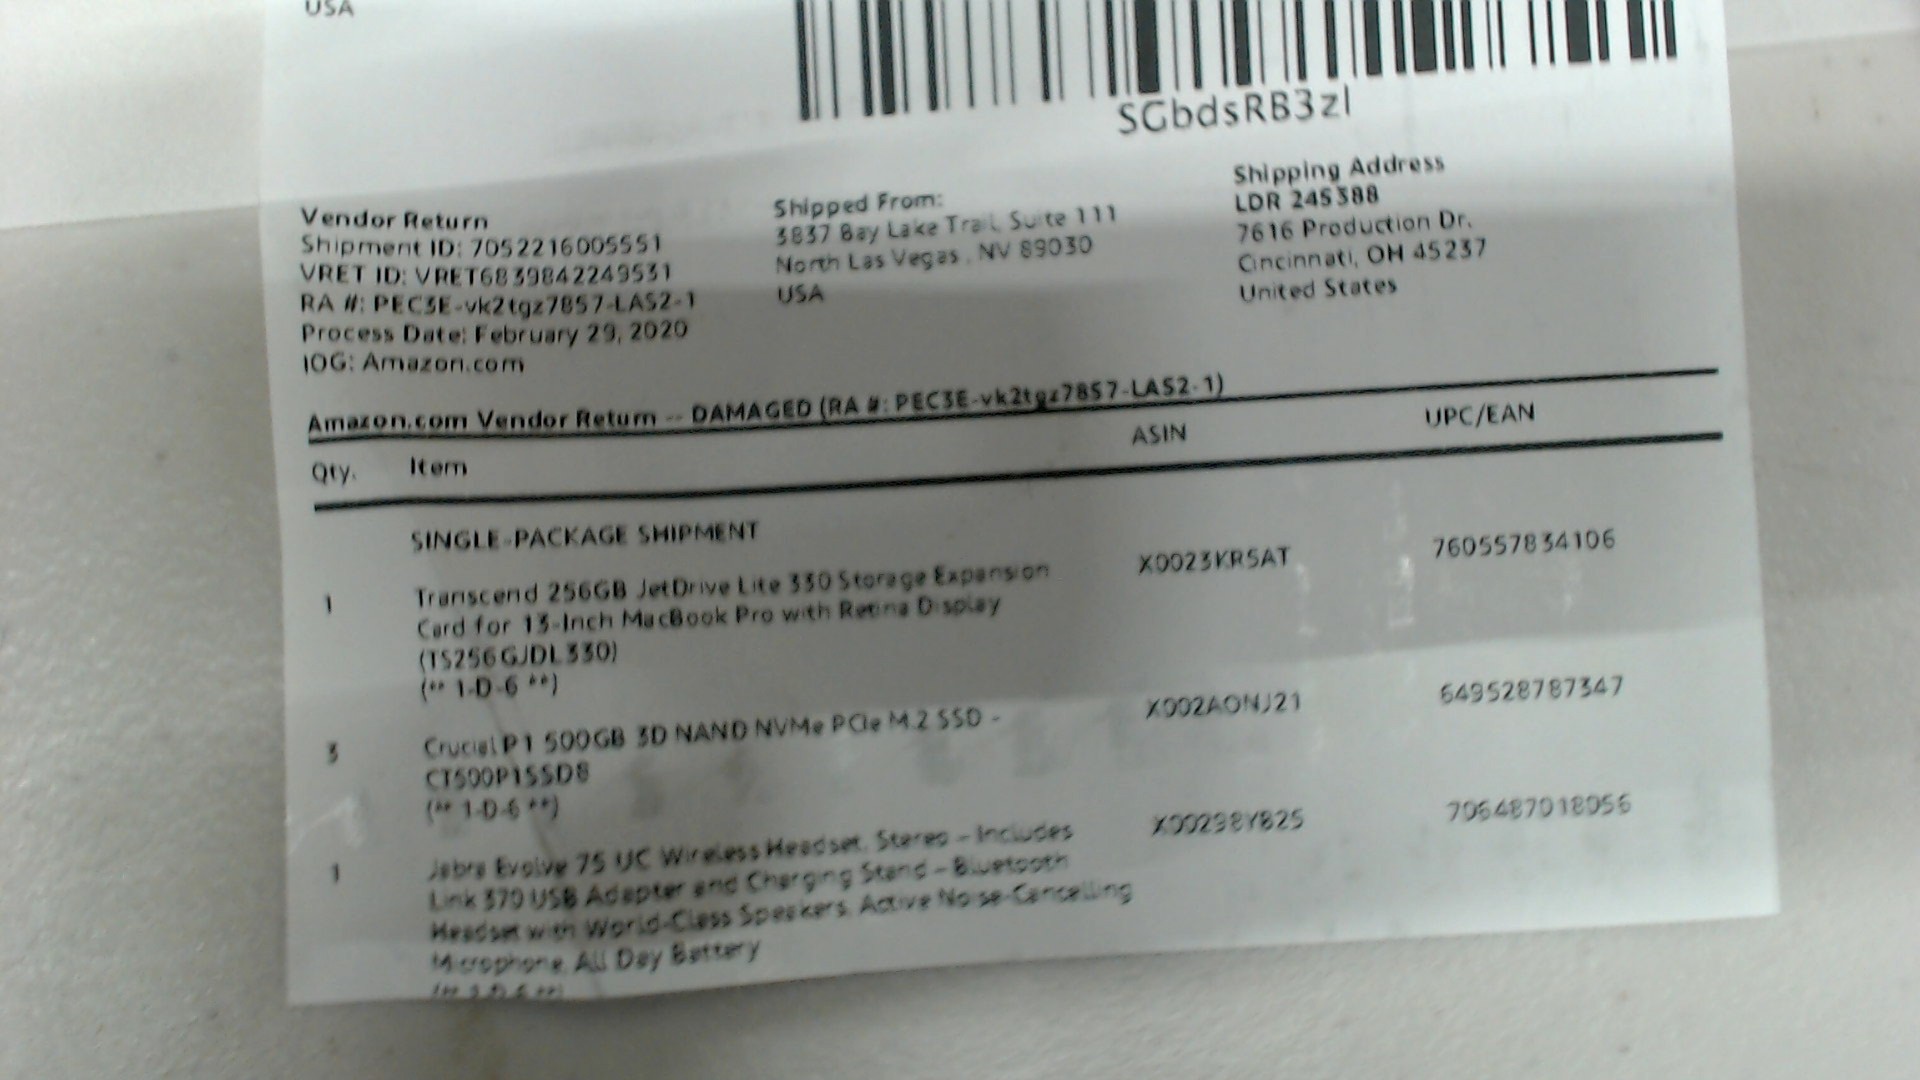 USA
SGbdsRB3zl
Vendor Return
Shipment ID: 7052216005551
VRET ID: VRET6839842249531
RA #: PEC3E-vk2tgz7857-LAS2-1
Process Date: February 29, 2020
IOG: Amazon.com
Shipped From:
3837 Bay Lake Trail, Suite 111
North Las Vegas , NV 89030
USA
Shipping Address
LDR 245388
7616 Production Dr.
Cincinnati, OH 45237
United States
Amazon.com Vendor Return -- DAMAGED (RA #: PEC3E-vk2tgz7857-LAS2-1)
Qty. Item ASIN UPC/EAN
SINGLE-PACKAGE SHIPMENT
1 Transcend 256GB JetDrive Lite 330 Storage Expansion X0023KR5AT 760557834106
Card for 13-Inch MacBook Pro with Retina Display
(TS256GJDL330)
(** 1-D-6 **)
3 Crucial P1 500GB 3D NAND NVMe PCIe M.2 SSD - X002AONJ21 649528787347
CT500P1SSD8
(** 1-D-6 **)
1 Jabra Evolve 75 UC Wireless Headset, Stereo – Includes X00298YB25 706487018056
Link 370 USB Adapter and Charging Stand – Bluetooth
Headset with World-Class Speakers, Active Noise-Cancelling
Microphone, All Day Battery